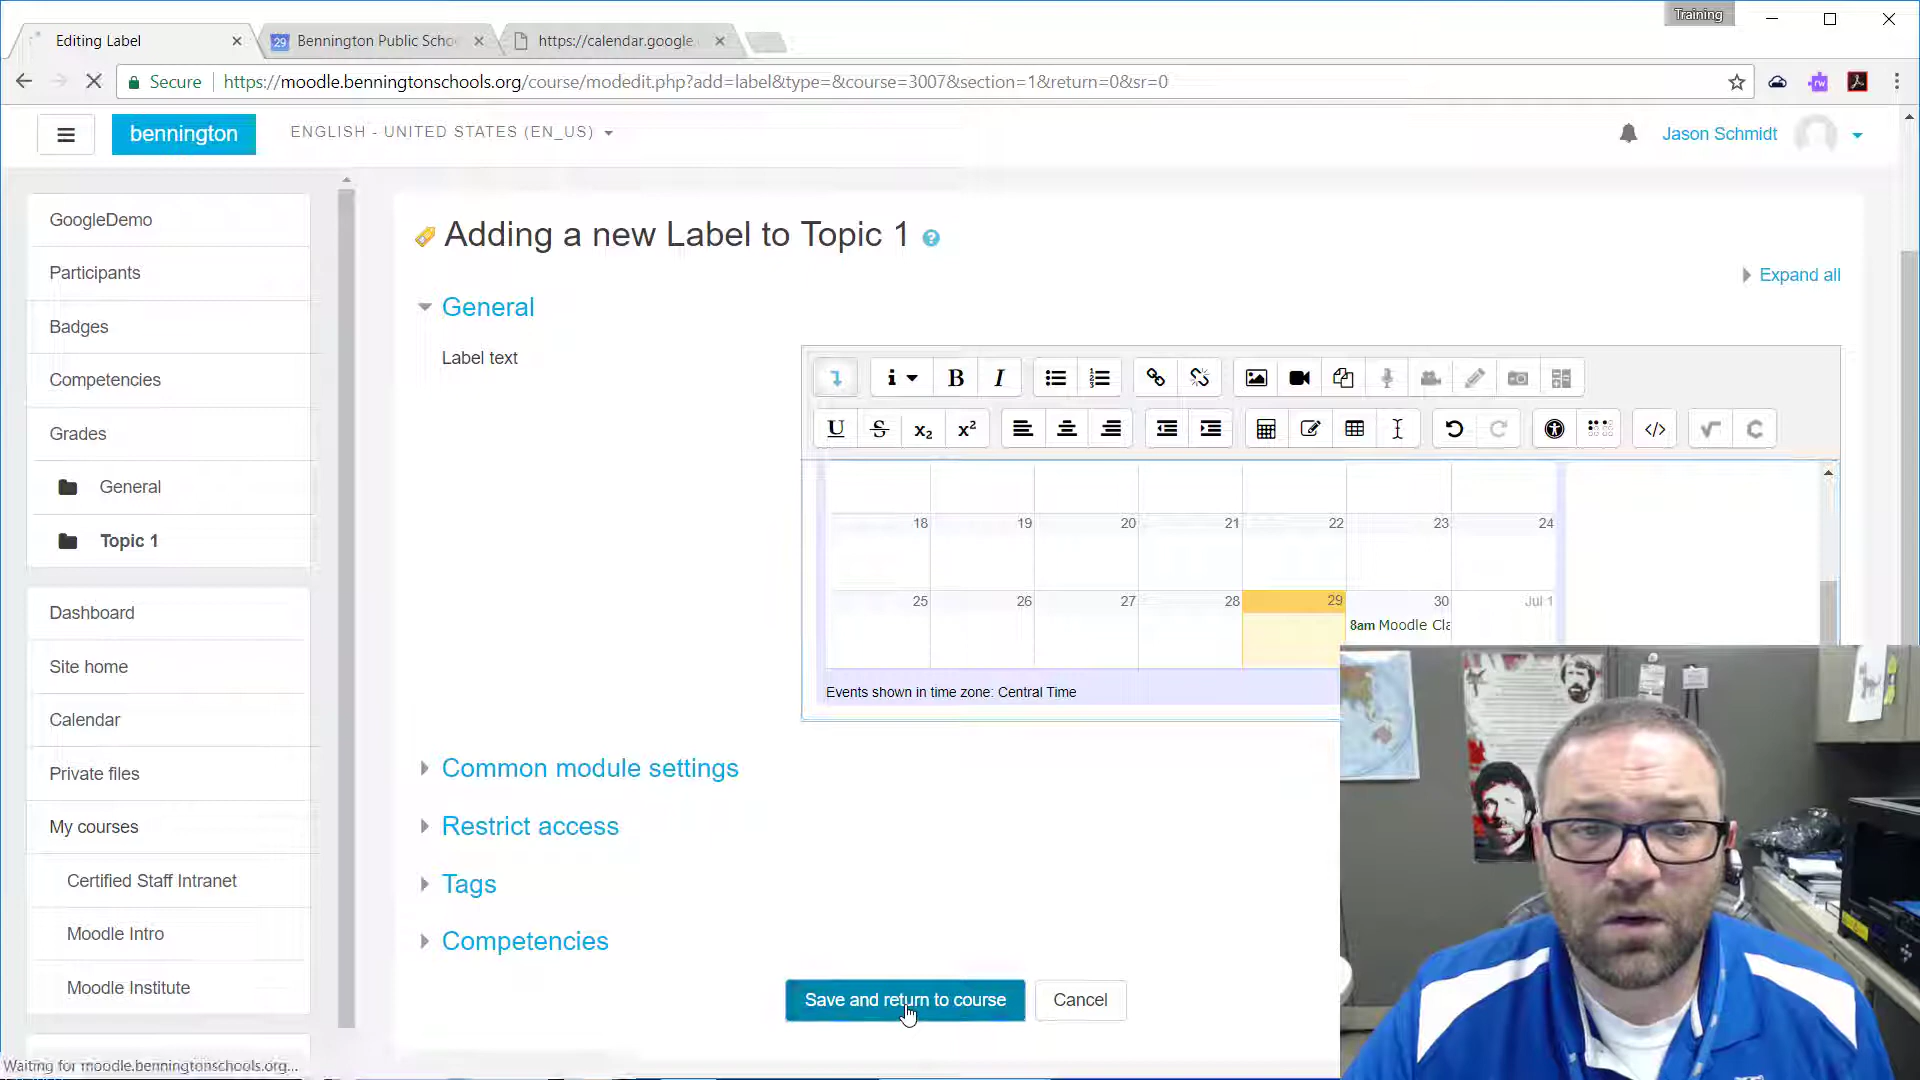 Training
Editing Label
Bennington Public Scho
https://calendar.google.
Secure
https://moodle.benningtonschools.org/course/modedit.php?add=label&type=&course=3007&section=1&return=0&sr=0
bennington
ENGLISH - UNITED STATES (EN_US)
Jason Schmidt
GoogleDemo
Participants
Badges
Competencies
Grades
General
Topic 1
Dashboard
Site home
Calendar
Private files
My courses
Certified Staff Intranet
Moodle Intro
Moodle Institute
Adding a new Label to Topic 1
Expand all
General
Label text
18 19 20 21 22 23 24
25 26 27 28 29 30 Jul 1
8am Moodle Cla
Events shown in time zone: Central Time
Common module settings
Restrict access
Tags
Competencies
Save and return to course
Cancel
Waiting for moodle.benningtonschools.org...